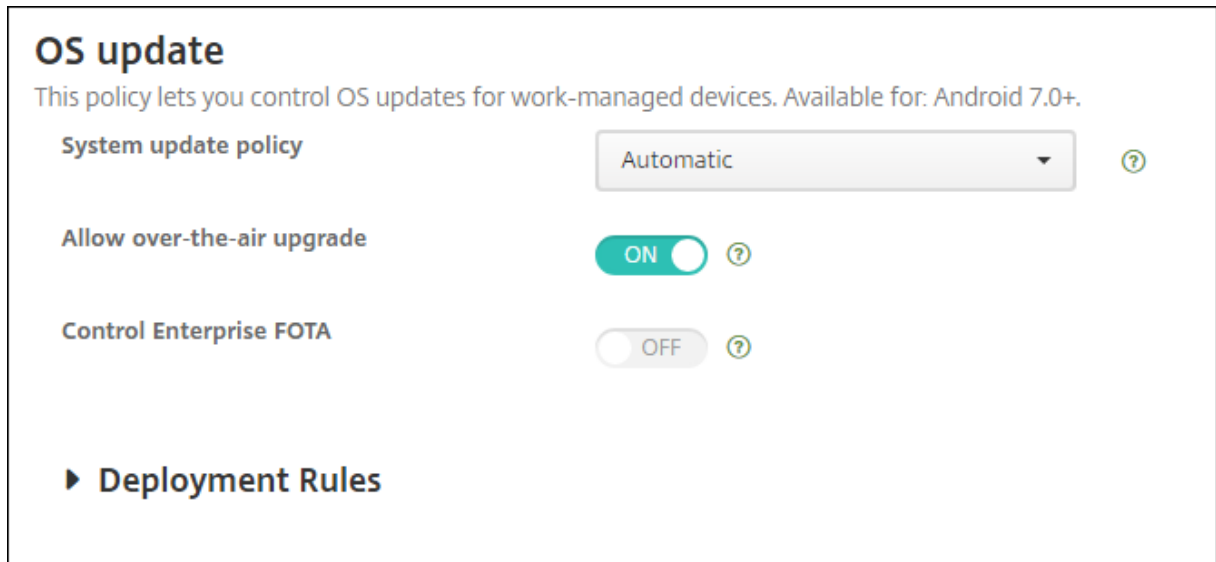 OS update
This policy lets you control OS updates for work-managed devices. Available for: Android 7.0+.
System update policy
Automatic
?
Allow over-the-air upgrade
ON
?
Control Enterprise FOTA
OFF
?
Deployment Rules